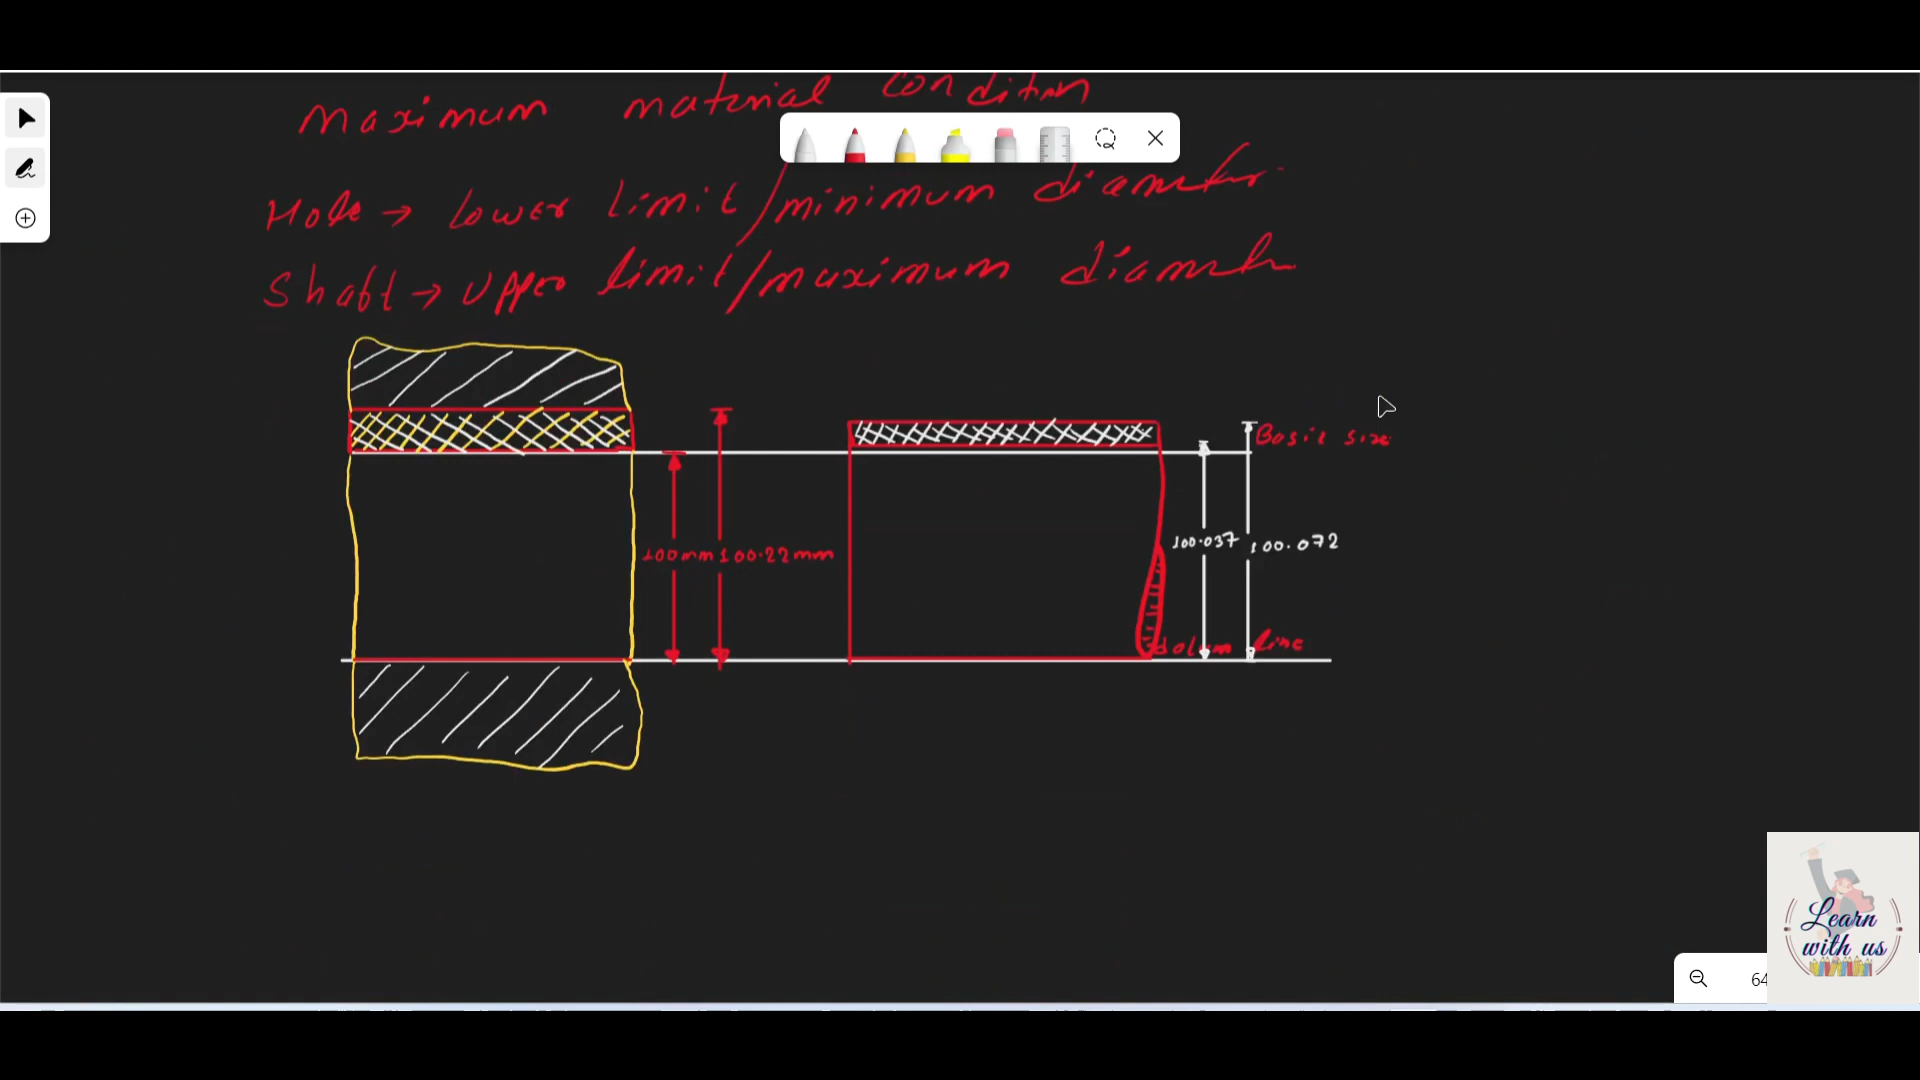 Maximum material condition
Hole → Lower limit/minimum diameter
Shaft → Upper limit/maximum diameter
Basic size
100mm 100.22mm
100.037 100.072
line
Learn
with us
64